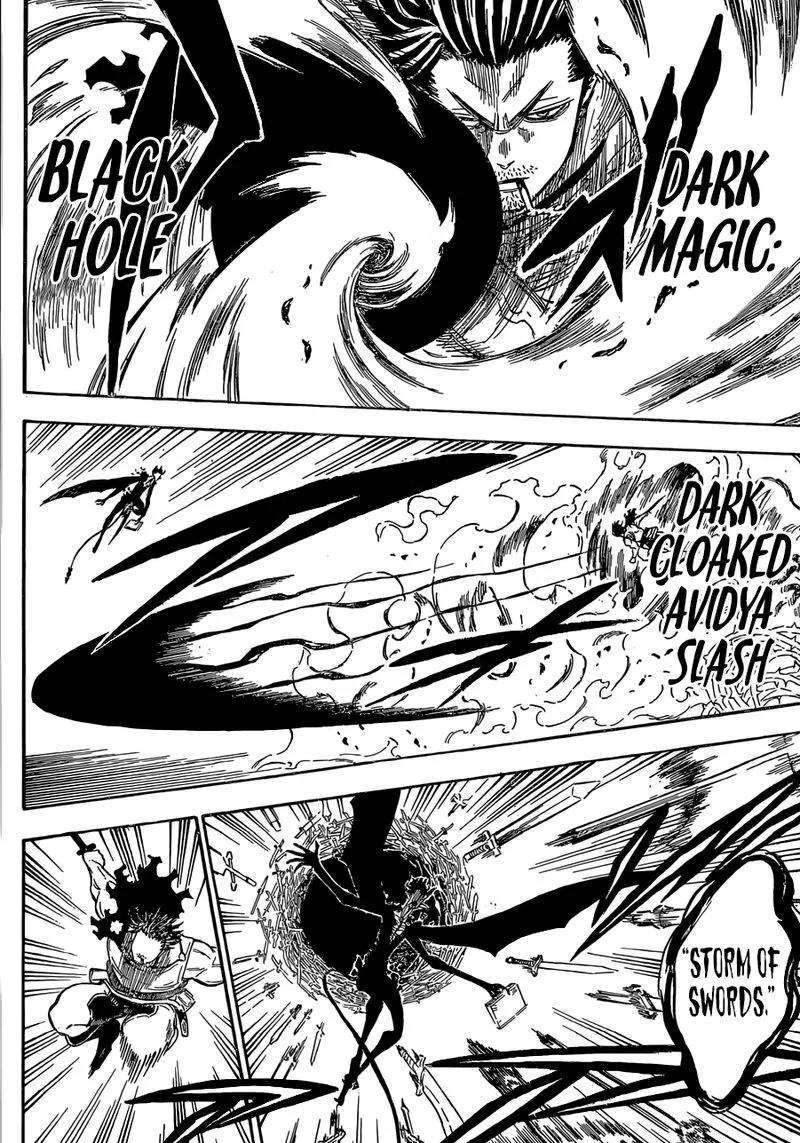 DARK
MAGIC:
BLACK
HOLE
DARK
CLOAKED
AVIDYA
SLASH
"STORM OF
SWORDS."